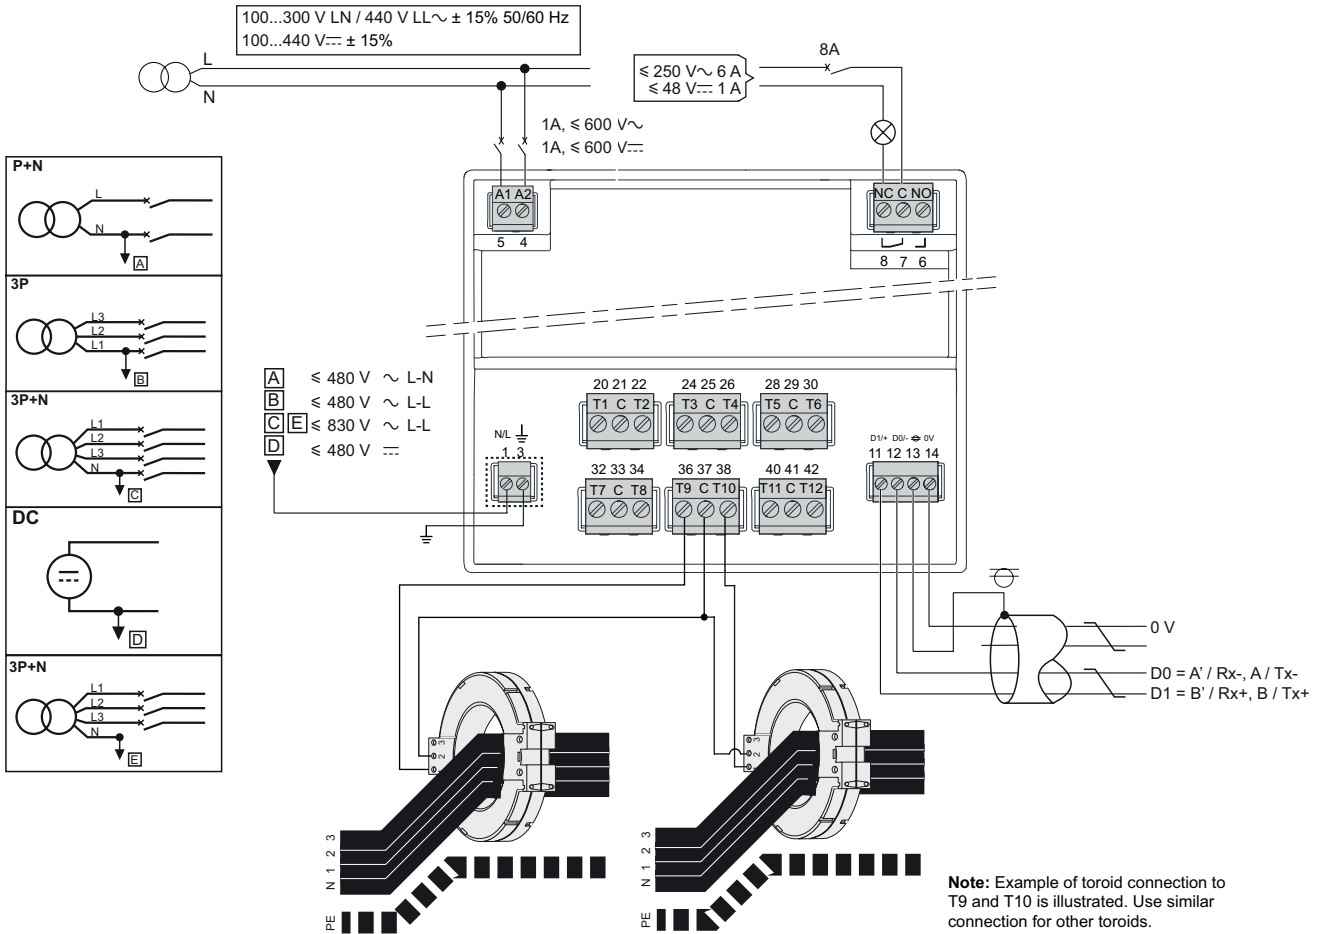 100...300 V LN / 440 V LL∼ ± 15% 50/60 Hz
100...440 V⎓ ± 15%
L
N
≤ 250 V∼ 6 A
≤ 48 V⎓ 1 A
8A
1A, ≤ 600 V∼
1A, ≤ 600 V⎓
P+N
L
N
A
3P
L3
L2
L1
B
3P+N
L1
L2
L3
N
C
DC
D
3P+N
L1
L2
L3
N
E
A1 A2
5 4
NC C NO
8 7 6
A ≤ 480 V ∼ L-N
B ≤ 480 V ∼ L-L
C E ≤ 830 V ∼ L-L
D ≤ 480 V ⎓
N/L
1 3
20 21 22
T1 C T2
24 25 26
T3 C T4
28 29 30
T5 C T6
32 33 34
T7 C T8
36 37 38
T9 C T10
40 41 42
T11 C T12
D1/+ D0/- 0V
11 12 13 14
0 V
D0 = A' / Rx-, A / Tx-
D1 = B' / Rx+, B / Tx+
3
2
3
2
3
2
1
N
PE
3
2
1
N
PE
Note: Example of toroid connection to
T9 and T10 is illustrated. Use similar
connection for other toroids.